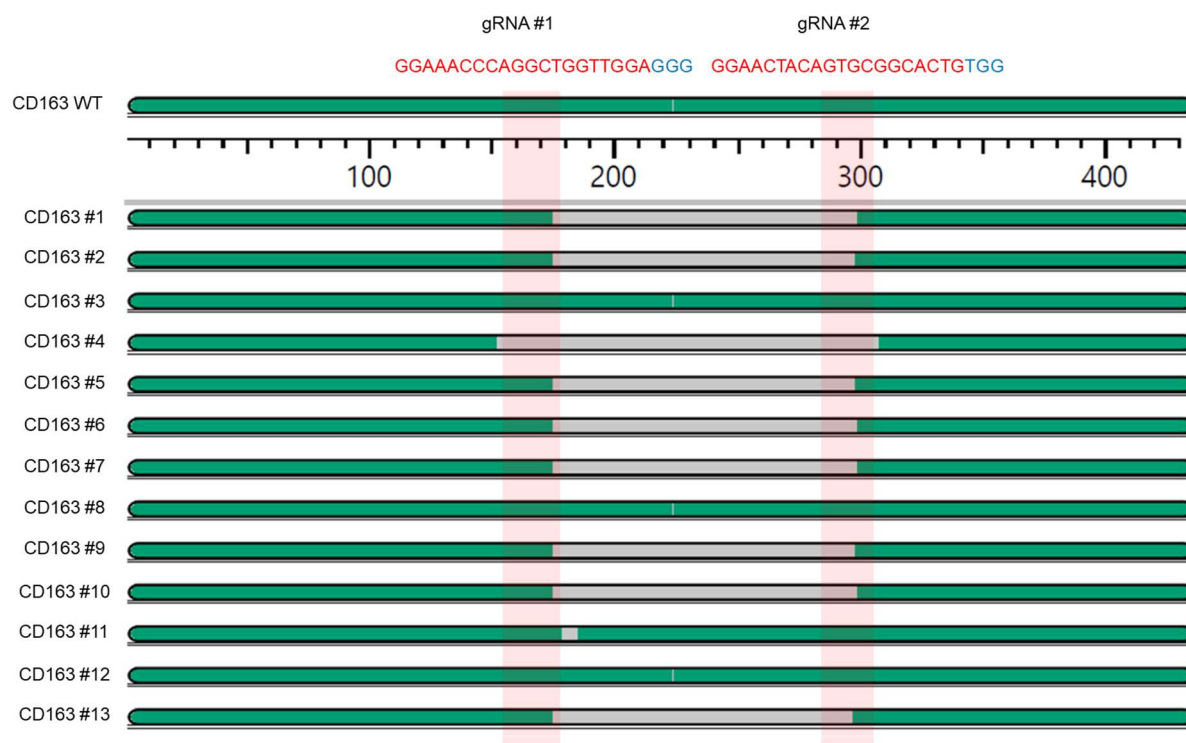 gRNA #1 gRNA #2
GGAAACCCAGGCTGGTTGGAGGG GGAACTACAGTGCGGCACTGTGG
CD163 WT
100 200 300 400
CD163 #1
CD163 #2
CD163 #3
CD163 #4
CD163 #5
CD163 #6
CD163 #7
CD163 #8
CD163 #9
CD163 #10
CD163 #11
CD163 #12
CD163 #13